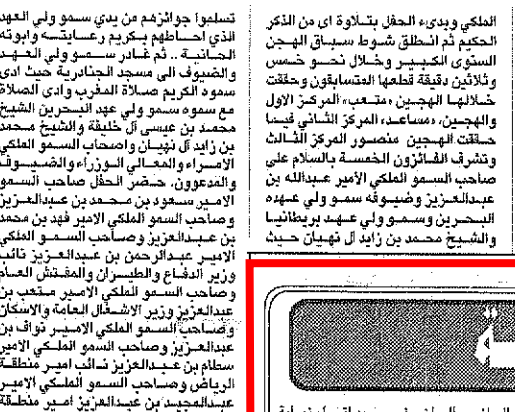 الملكي وبدىء الحفل بتلاوة اى من الذكر
الحكيم ثم انطلق شوط سباق الهجن
السنوى الكبير وخلال نحو خمس
وثلاثين دقيقة قطعها المتسابقون وحققت
خلالها الهجين «متعب» المركز الاول
والهجين «مساعد» المركز الثاني فيما
حققت الهجين منصور المركز الثالث
وتشرف الفائزون الخمسة بالسلام على
صاحب السمو الملكي الأمير عبدالله بن
عبدالعزيز وضيوفه سمو ولي عهده
البحرين وسمو ولي عهد بريطانيا
والشيخ محمد بن زايد آل نهيان حيث
تسلموا جوائزهم من يدي سمو ولي العهد
الذي احاطهم بكريم رعايته وابوته
الحانية .. ثم غادر سمو ولي العهد
والضيوف الى مسجد الجنادرية حيث ادى
سموه الكريم صلاة المغرب وادى الصلاة
مع سموه سمو ولي عهد البحرين الشيخ
محمد بن عيسى آل خليفة والشيخ محمد
بن زايد آل نهيان واصحاب السمو الملكي
الامراء والمعالي الوزراء والضيوف
والمدعوون، حضر الحفل صاحب السمو
الامير سعود بن محمد بن عبدالعزيز
وصاحب السمو الملكي الامير فهد بن محمد
بن عبدالعزيز وصاحب السمو الملكي
الامير عبدالرحمن بن عبدالعزيز نائب
وزير الدفاع والطيران والمفتش العام
وصاحب السمو الملكي الامير متعب بن
عبدالعزيز وزير الاشغال العامة والاسكان
وصاحب السمو الملكي الامير نواف بن
عبدالعزيز وصاحب السمو الملكي الامير
سطام بن عبدالعزيز نائب امير منطقة
الرياض وصاحب السمو الملكي الامير
عبدالمجيد بن عبدالعزيز امير منطقة